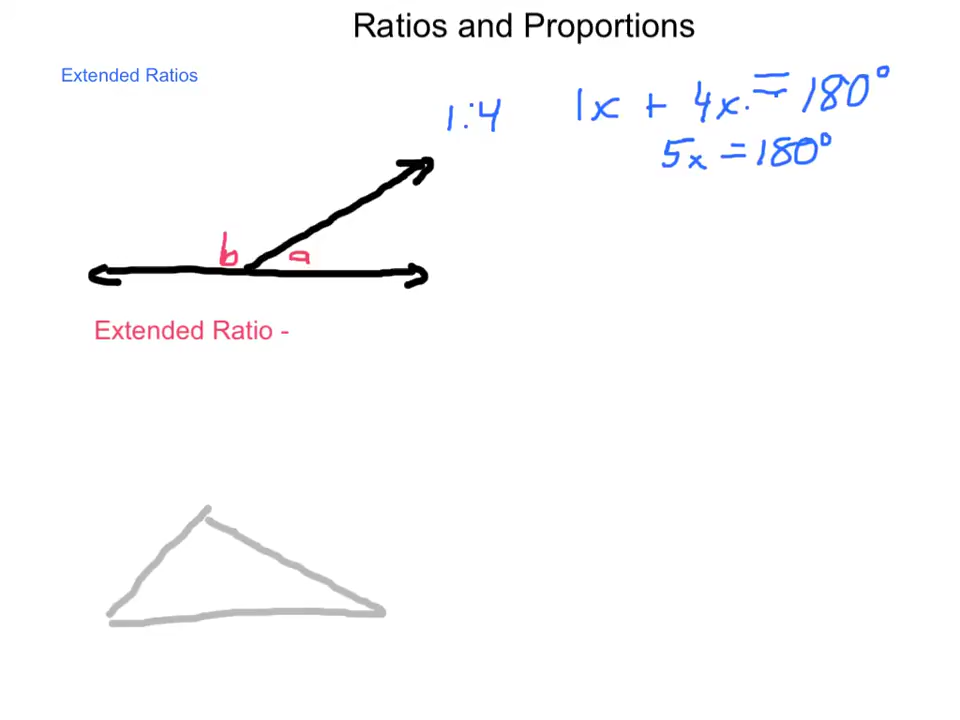 Ratios and Proportions
Extended Ratios
1:4
1x + 4x = 180°
5x = 180°
b a
Extended Ratio -